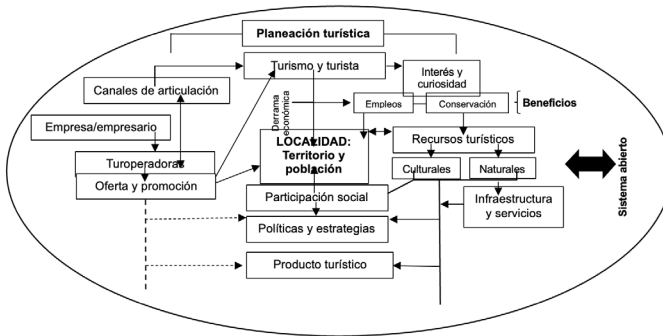 Planeación turística
Turismo y turista
Interés y
curiosidad
Canales de articulación
Derrama
económica
Empleos
Conservación
Beneficios
Empresa/empresario
LOCALIDAD:
Territorio y
población
Recursos turísticos
Turoperadoras
Culturales
Naturales
Oferta y promoción
Participación social
Infraestructura
y servicios
Políticas y estrategias
Producto turístico
Sistema abierto